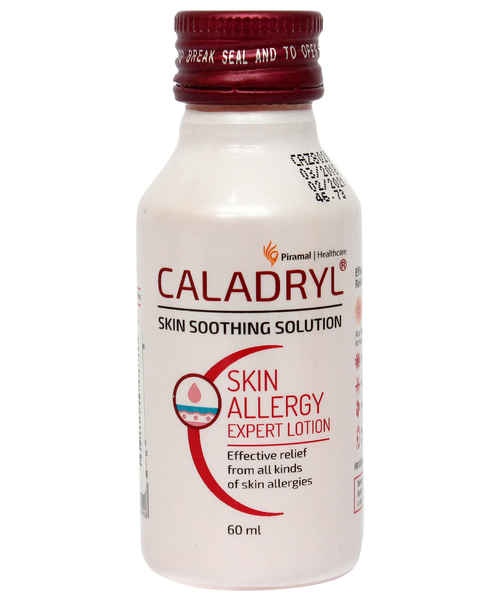 BREAK SEAL AND TO OPEN
Piramal | Healthcare
CALADRYL®
SKIN SOOTHING SOLUTION
SKIN
ALLERGY
EXPERT LOTION
Effective relief
from all kinds
of skin allergies
60 ml